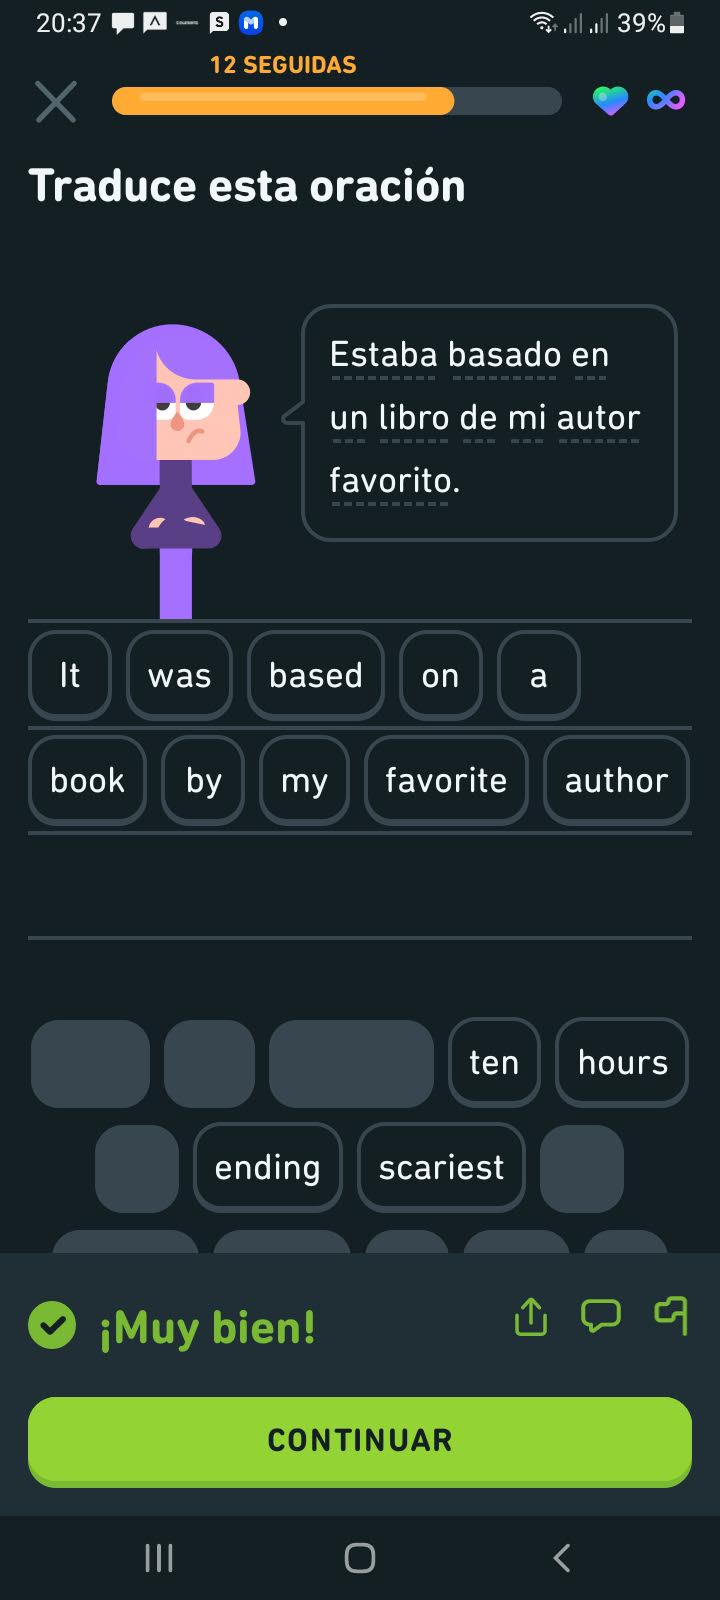 20:37
39%
12 SEGUIDAS
Traduce esta oración
Estaba basado en
un libro de mi autor
favorito.
It was based on a
book by my favorite author
ten hours
ending scariest
¡Muy bien!
CONTINUAR